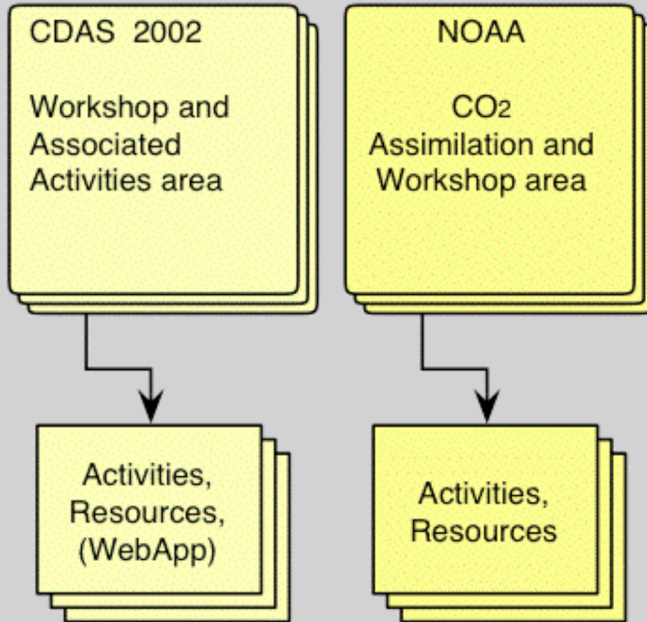 CDAS 2002
Workshop and
Associated
Activities area
NOAA
CO2
Assimilation and
Workshop area
Activities,
Resources,
(WebApp)
Activities,
Resources